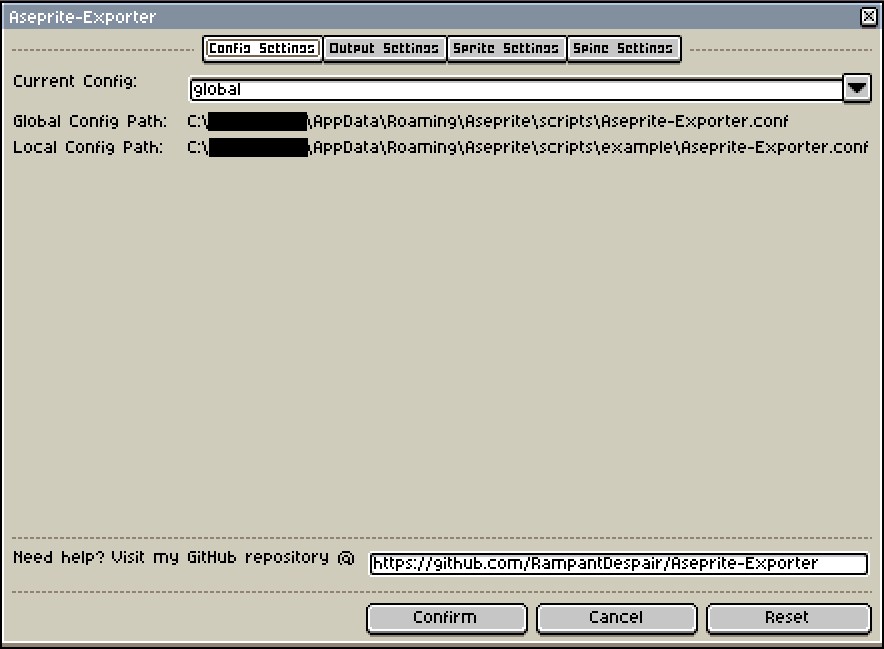 Aseprite-Exporter
Config Settings Output Settings Sprite Settings Spine Settings
Current Config: global
Global Config Path: C:\ \AppData\Roaming\Aseprite\scripts\Aseprite-Exporter.conf
Local Config Path: C:\ \AppData\Roaming\Aseprite\scripts\example\Aseprite-Exporter.conf
Need help? Visit my GitHub repository @ https://github.com/RampantDespair/Aseprite-Exporter
Confirm Cancel Reset